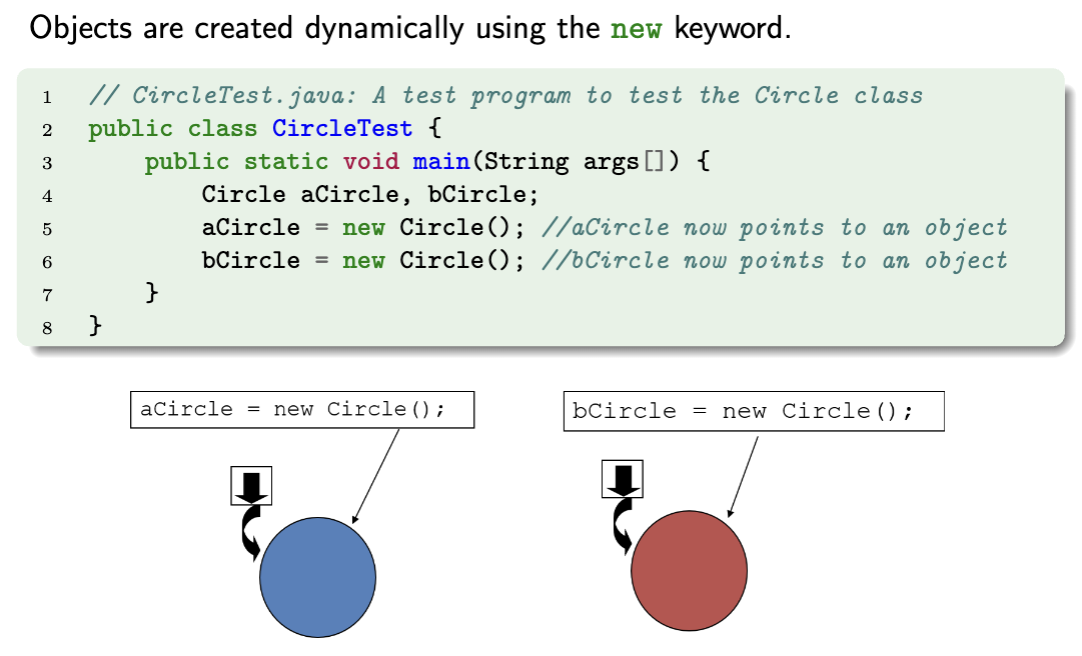 Objects are created dynamically using the new keyword.
1 // CircleTest.java: A test program to test the Circle class
2 public class CircleTest {
3     public static void main(String args[]) {
4         Circle aCircle, bCircle;
5         aCircle = new Circle(); //aCircle now points to an object
6         bCircle = new Circle(); //bCircle now points to an object
7     }
8 }
aCircle = new Circle();
bCircle = new Circle();